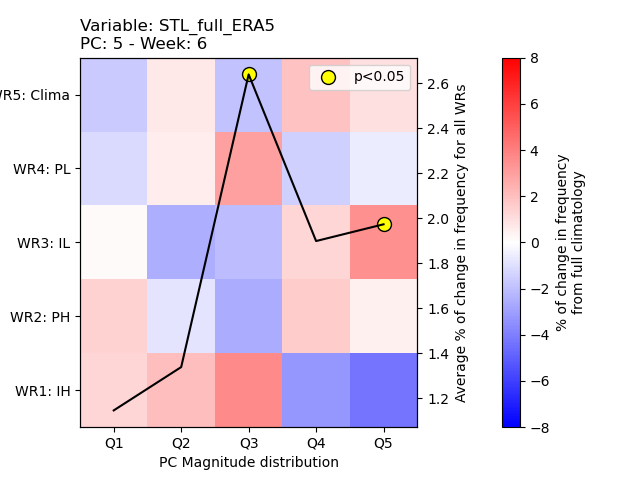 Variable: STL_full_ERA5
PC: 5 - Week: 6
p<0.05
WR5: Clima
WR4: PL
WR3: IL
WR2: PH
WR1: IH
Q1 Q2 Q3 Q4 Q5
PC Magnitude distribution
2.6
2.4
2.2
2.0
1.8
1.6
1.4
1.2
Average % of change in frequency for all WRs
8
6
4
2
0
−2
−4
−6
−8
% of change in frequency
from full climatology